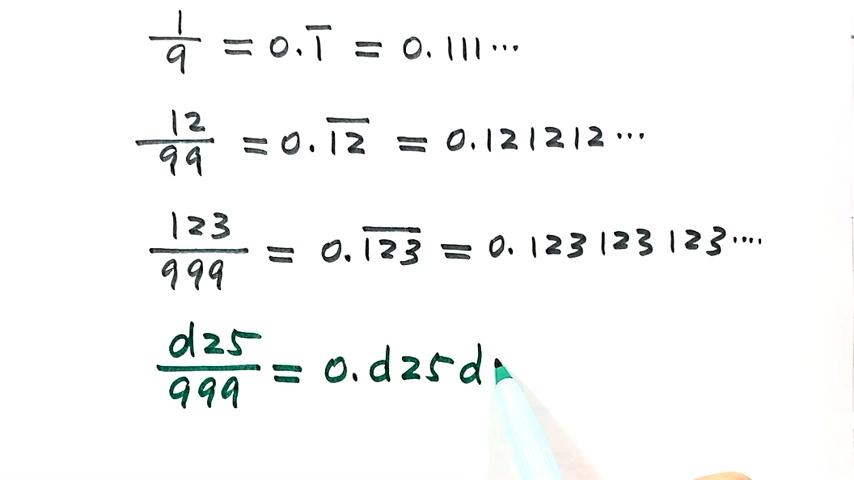 1/9 = 0.1̅ = 0.111...
12/99 = 0.1̅2̅ = 0.121212...
123/999 = 0.1̅2̅3̅ = 0.123123123....
d25/999 = 0.d25d